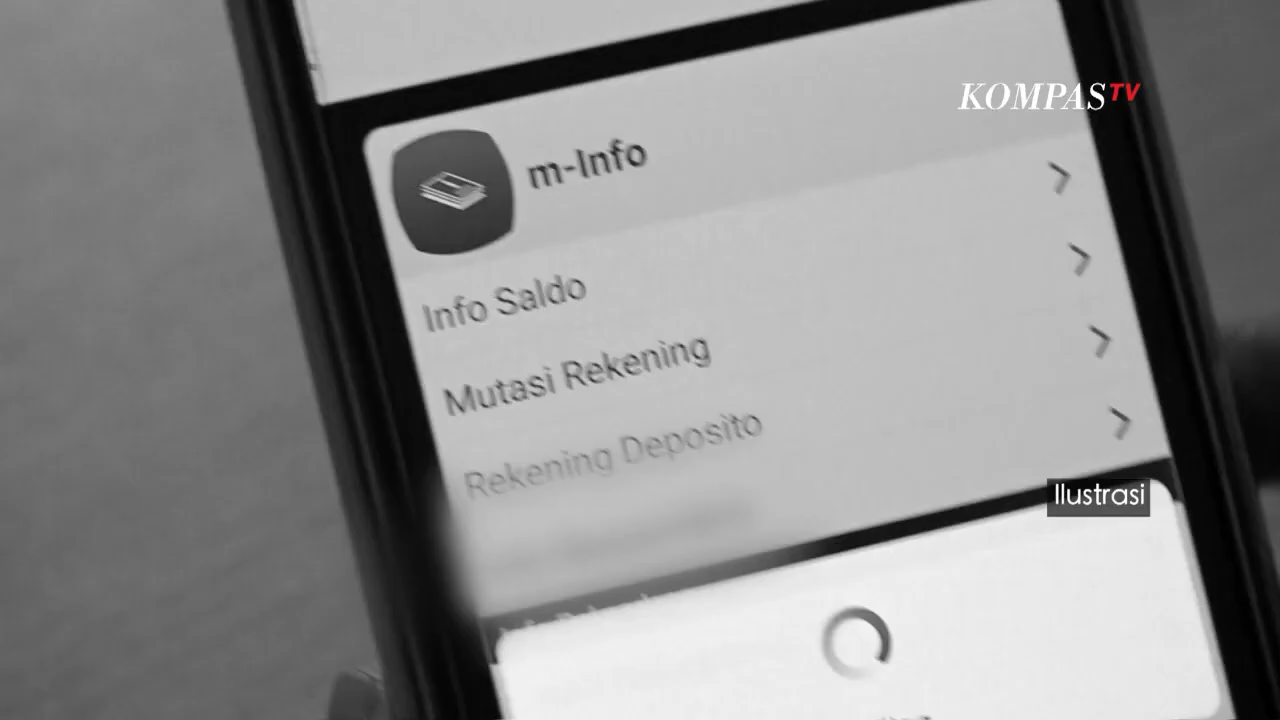 KOMPASTV
m-Info
Info Saldo
Mutasi Rekening
Rekening Deposito
Ilustrasi